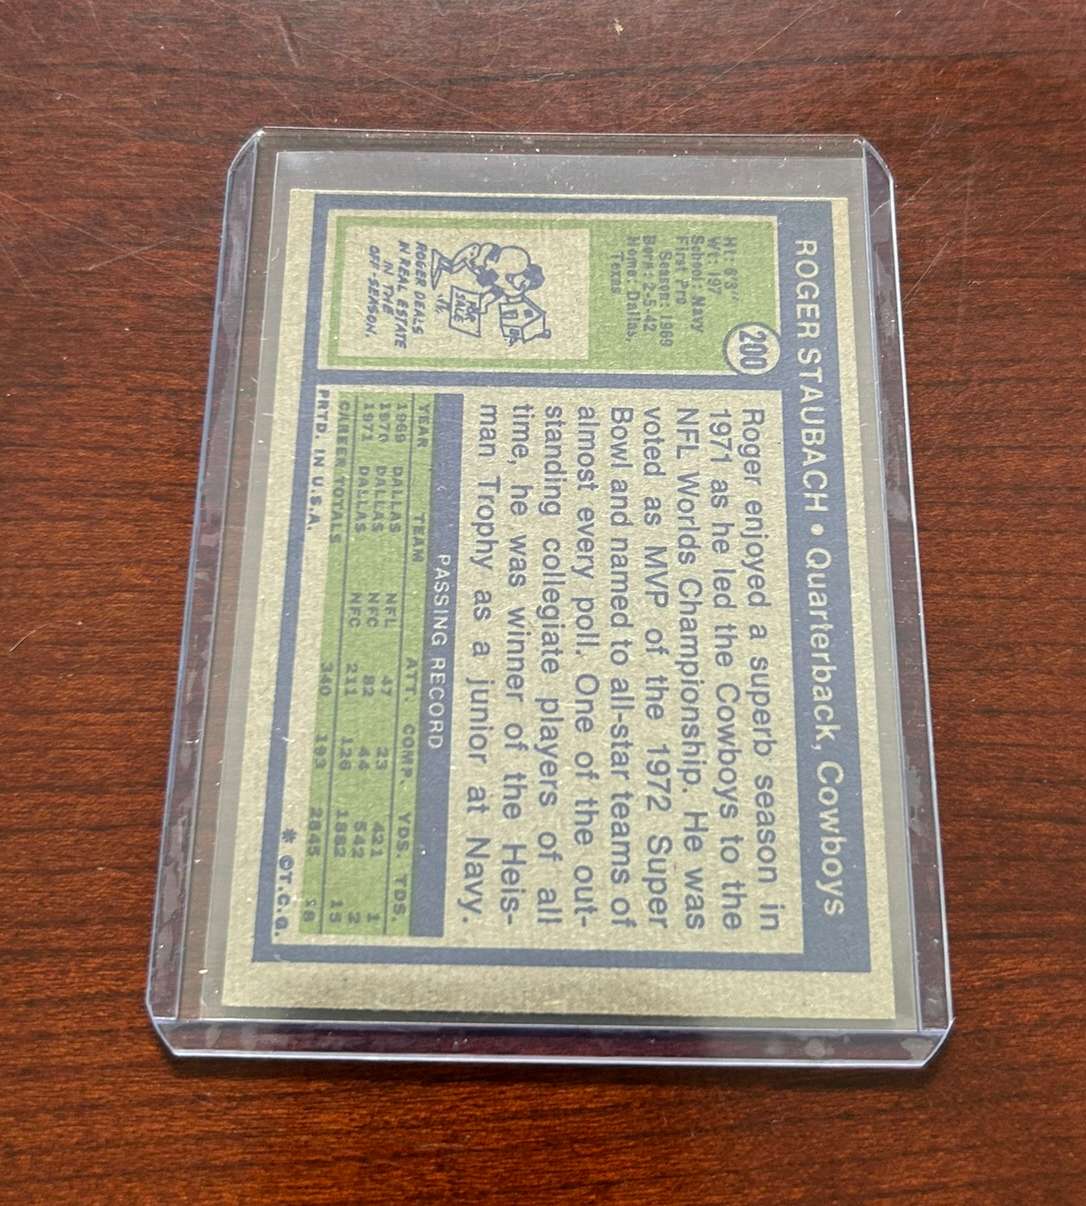 ROGER STAUBACH • Quarterback, Cowboys
200
Ht: 6'3"
Wt: 197
School: Navy
First Pro
Season: 1969
Born: 2-5-42
Home: Dallas,
Texas
FOR
SALE
ROGER DEALS
IN REAL ESTATE
IN THE
OFF-SEASON.
Roger enjoyed a superb season in
1971 as he led the Cowboys to the
NFL Worlds Championship. He was
voted as MVP of the 1972 Super
Bowl and named to all-star teams of
almost every poll. One of the out-
standing collegiate players of all
time, he was winner of the Heis-
man Trophy as a junior at Navy.
PASSING RECORD
YEAR TEAM ATT. COMP. YDS. TDS.
1969 DALLAS NFL 47 23 421 1
1970 DALLAS NFC 82 44 542 2
1971 DALLAS NFC 211 126 1882 15
CAREER TOTALS 340 193 2845 18
PRTD. IN U.S.A. * ©T.C.G.